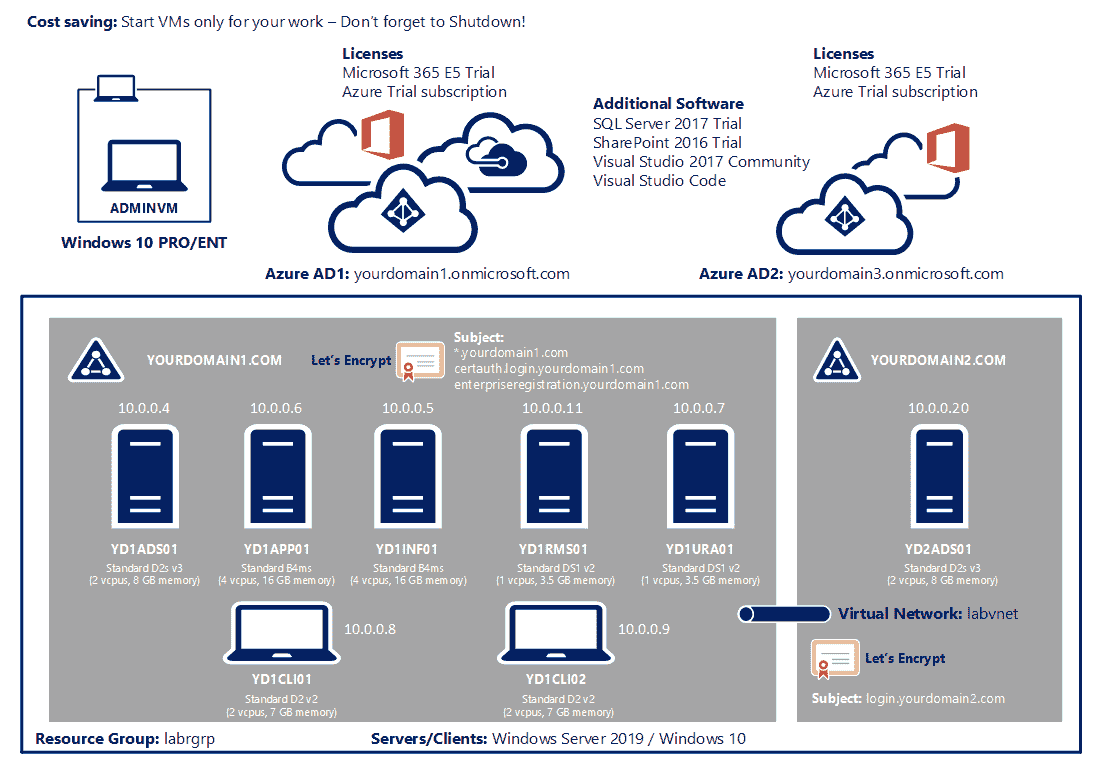 Cost saving: Start VMs only for your work – Don't forget to Shutdown!
Licenses
Microsoft 365 E5 Trial
Azure Trial subscription
Licenses
Microsoft 365 E5 Trial
Azure Trial subscription
Additional Software
SQL Server 2017 Trial
SharePoint 2016 Trial
Visual Studio 2017 Community
Visual Studio Code
ADMINVM
Windows 10 PRO/ENT
Azure AD1: yourdomain1.onmicrosoft.com
Azure AD2: yourdomain3.onmicrosoft.com
YOURDOMAIN1.COM
Let's Encrypt
Subject:
*.yourdomain1.com
certauth.login.yourdomain1.com
enterpriseregistration.yourdomain1.com
YOURDOMAIN2.COM
10.0.0.4
10.0.0.6
10.0.0.5
10.0.0.11
10.0.0.7
10.0.0.20
YD1ADS01
Standard D2s v3
(2 vcpus, 8 GB memory)
YD1APP01
Standard B4ms
(4 vcpus, 16 GB memory)
YD1INF01
Standard B4ms
(4 vcpus, 16 GB memory)
YD1RMS01
Standard DS1 v2
(1 vcpus, 3.5 GB memory)
YD1URA01
Standard DS1 v2
(1 vcpus, 3.5 GB memory)
YD2ADS01
Standard D2s v3
(2 vcpus, 8 GB memory)
10.0.0.8
10.0.0.9
YD1CLI01
Standard D2 v2
(2 vcpus, 7 GB memory)
YD1CLI02
Standard D2 v2
(2 vcpus, 7 GB memory)
Virtual Network: labvnet
Let's Encrypt
Subject: login.yourdomain2.com
Resource Group: labrgrp
Servers/Clients: Windows Server 2019 / Windows 10